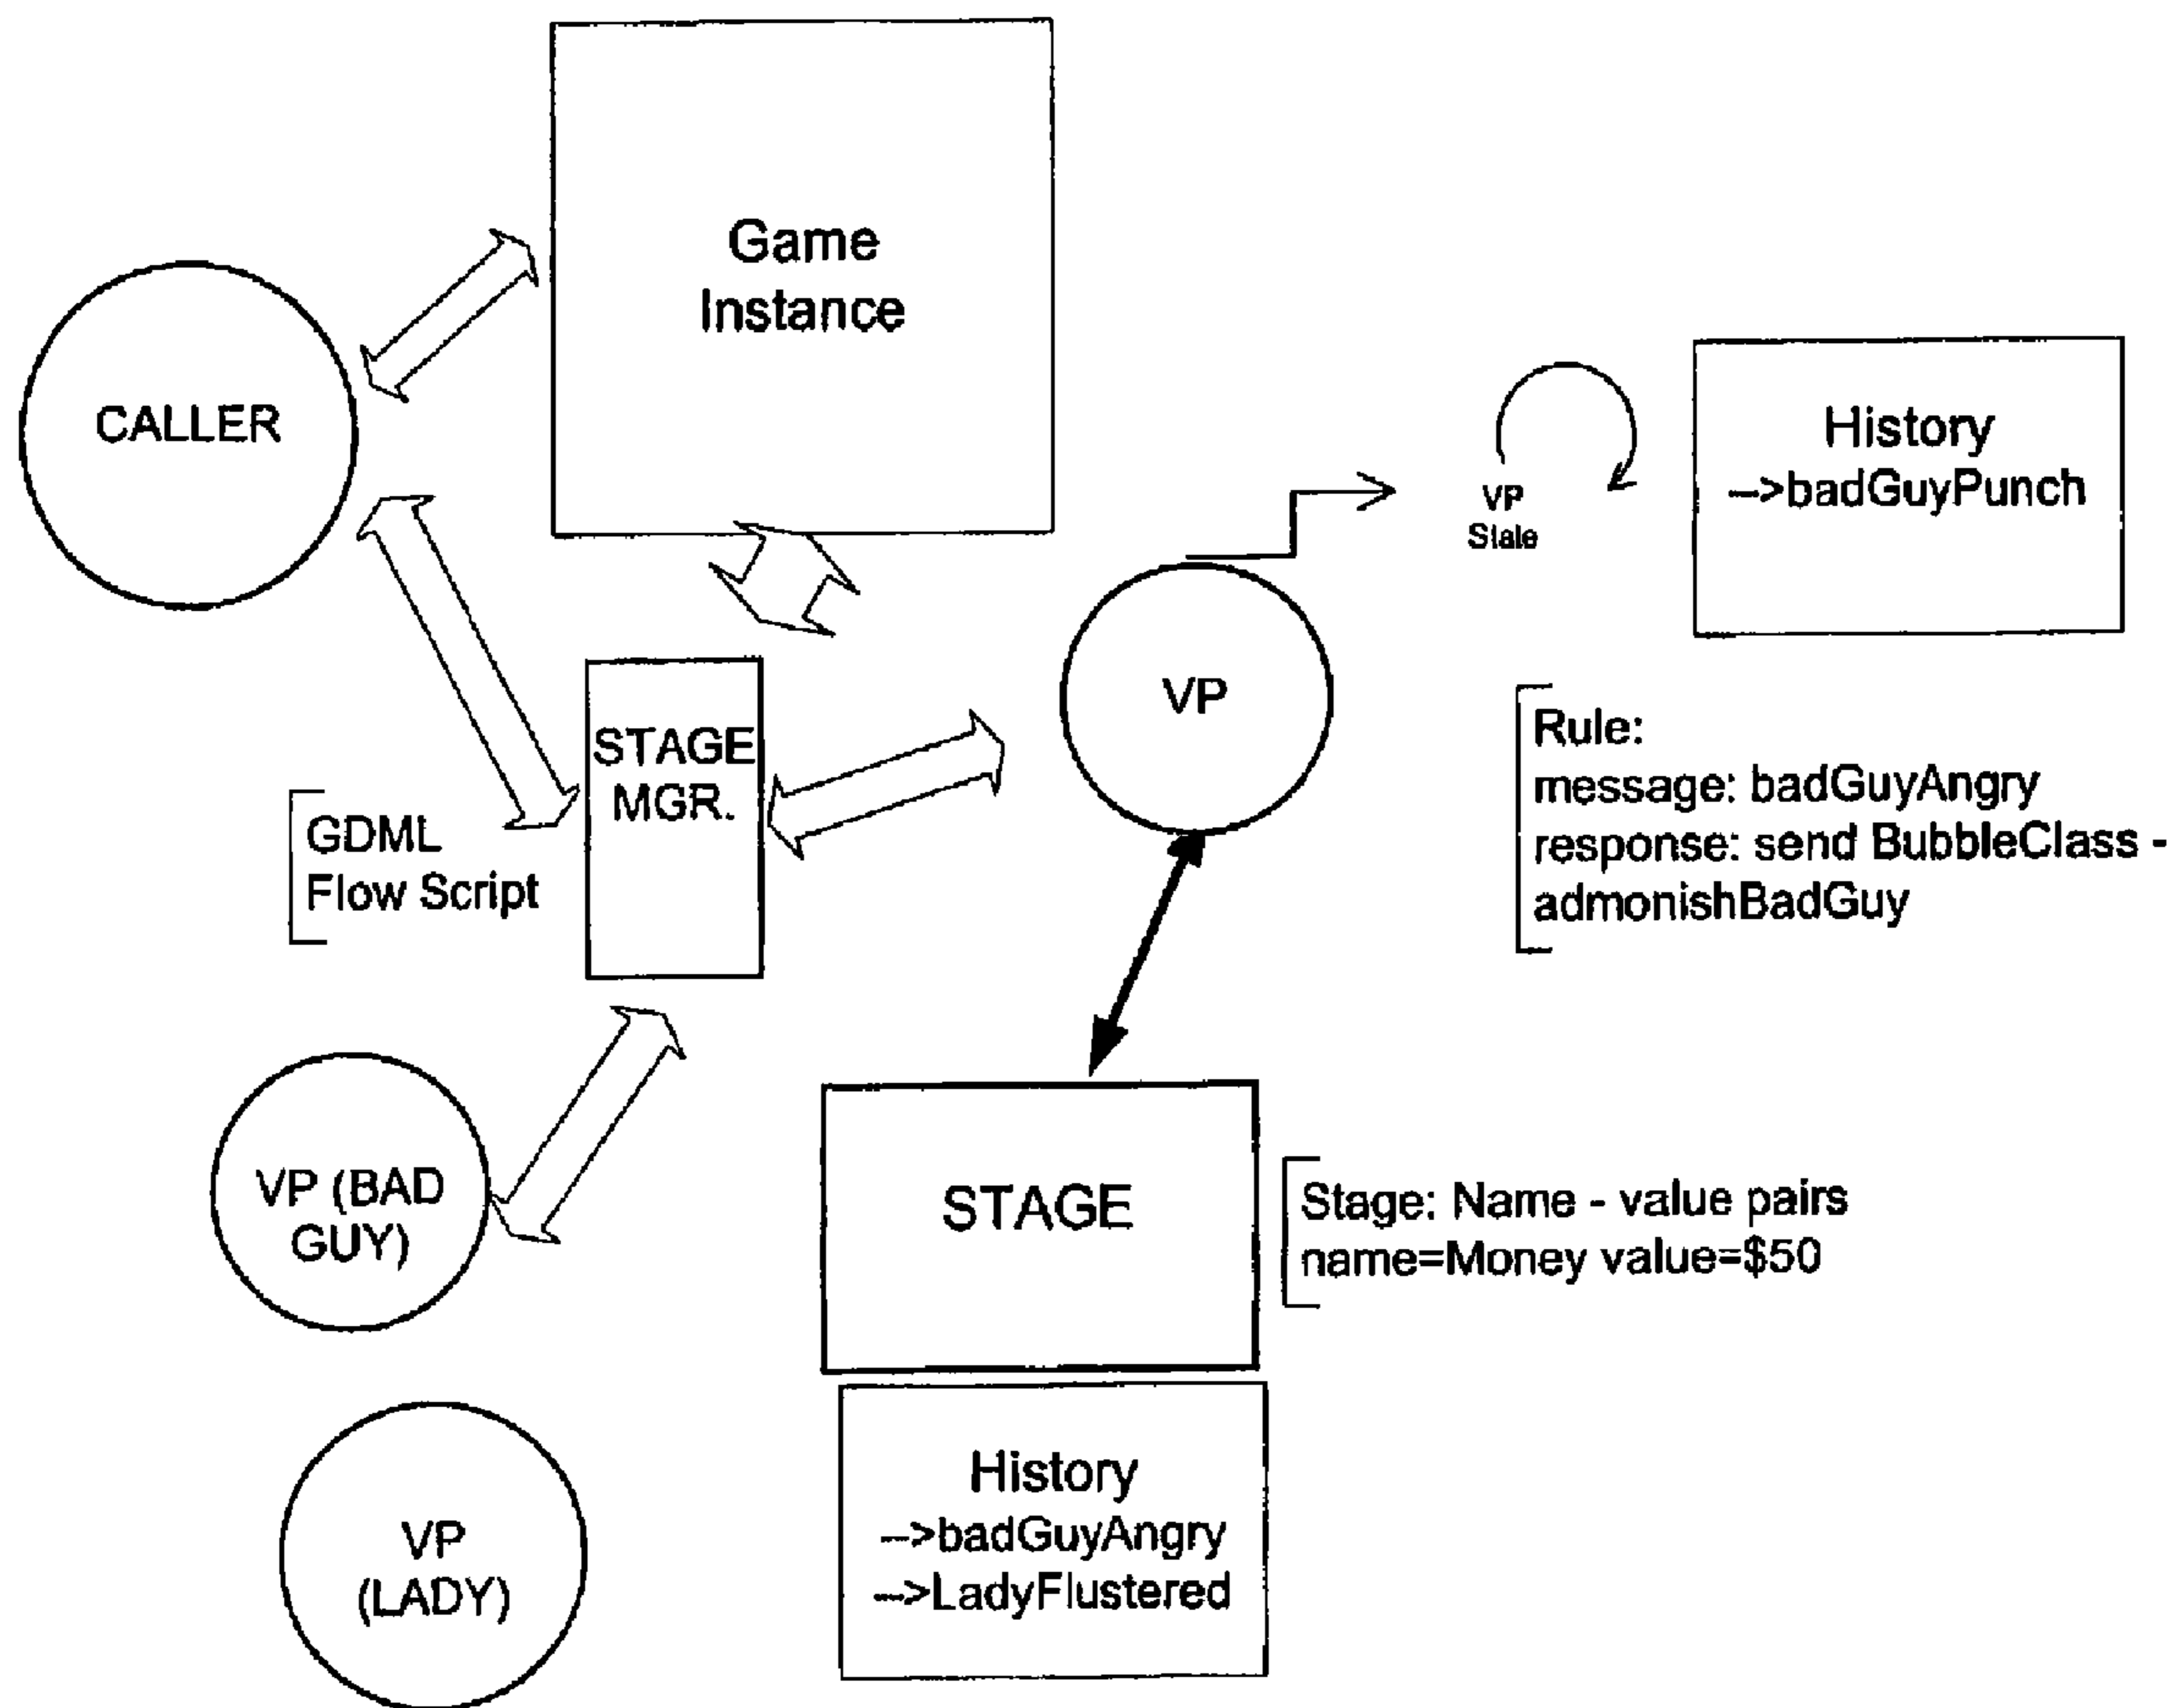 Game
Instance
CALLER
History
-->badGuyPunch
VP
State
VP
Rule:
message: badGuyAngry
response: send BubbleClass -
admonishBadGuy
STAGE
MGR.
GDML
Flow Script
VP (BAD
GUY)
STAGE
Stage: Name - value pairs
name=Money value=$50
History
-->badGuyAngry
-->LadyFlustered
VP
(LADY)